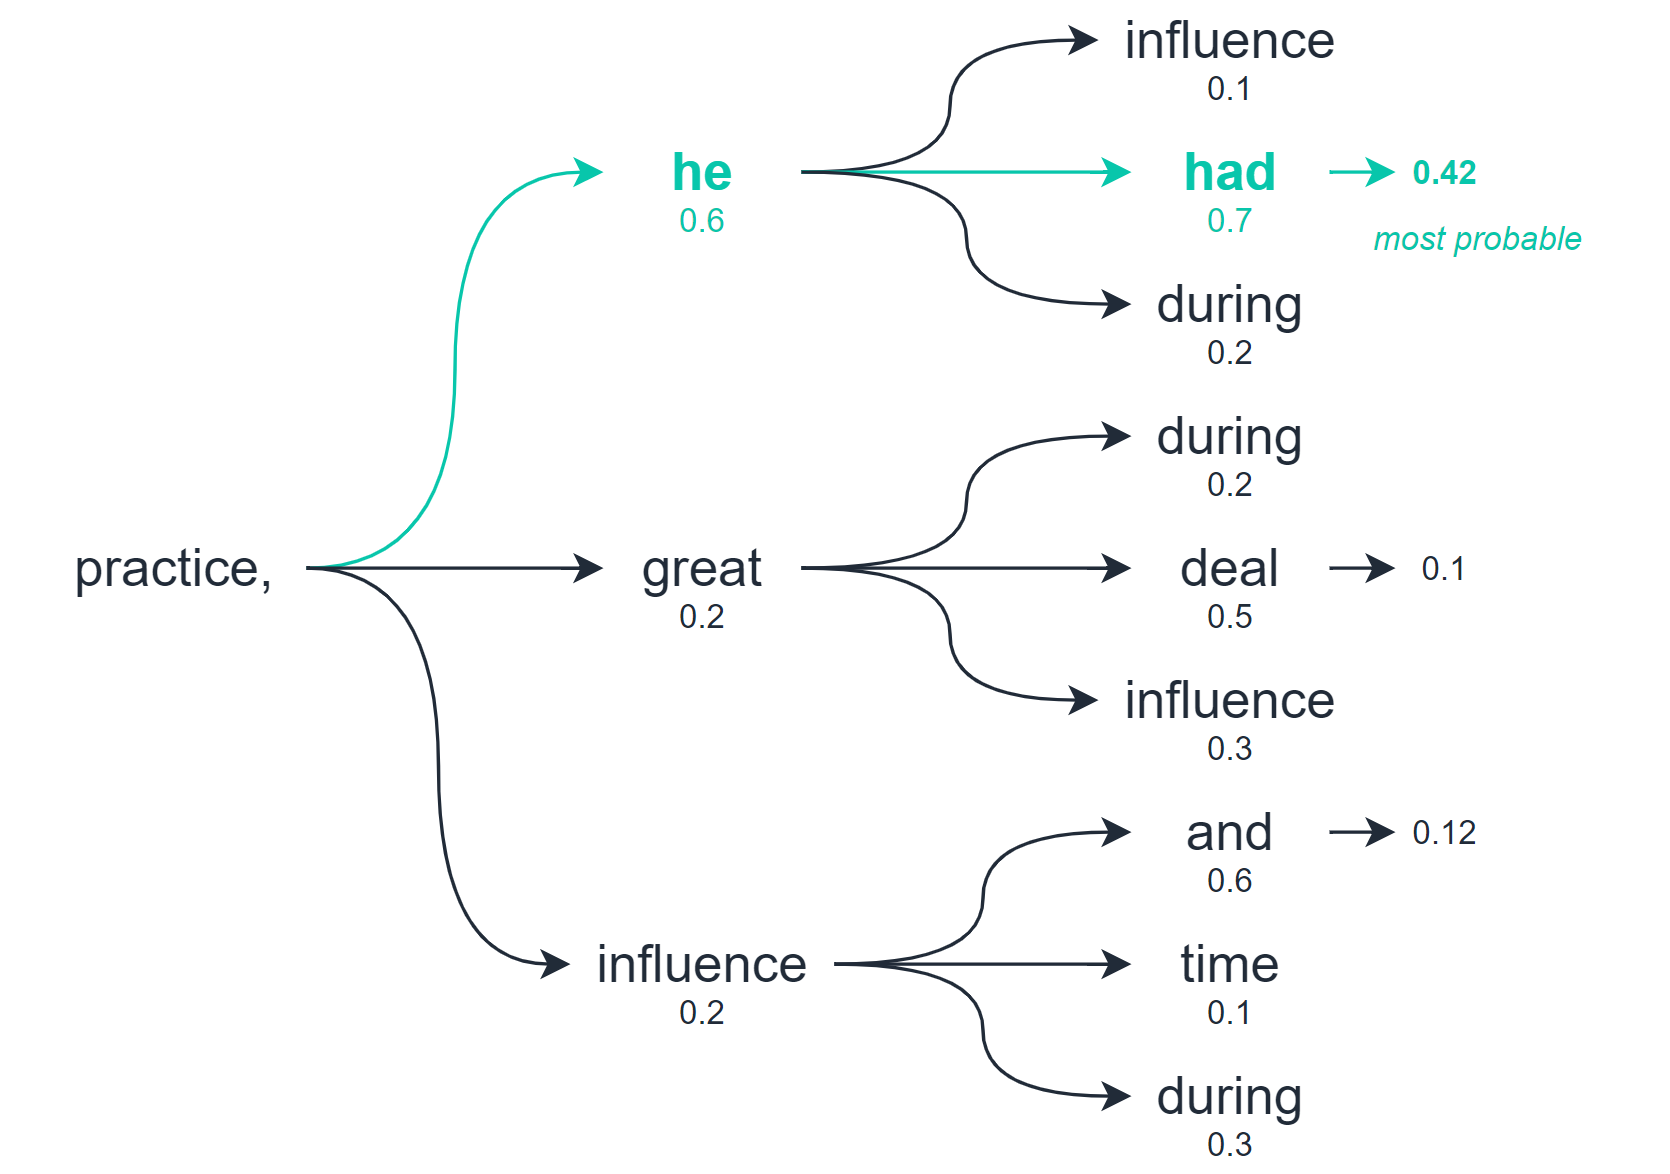 influence
0.1
he
0.6
had
0.7
0.42
most probable
during
0.2
during
0.2
practice,
great
0.2
deal
0.5
0.1
influence
0.3
and
0.6
0.12
influence
0.2
time
0.1
during
0.3